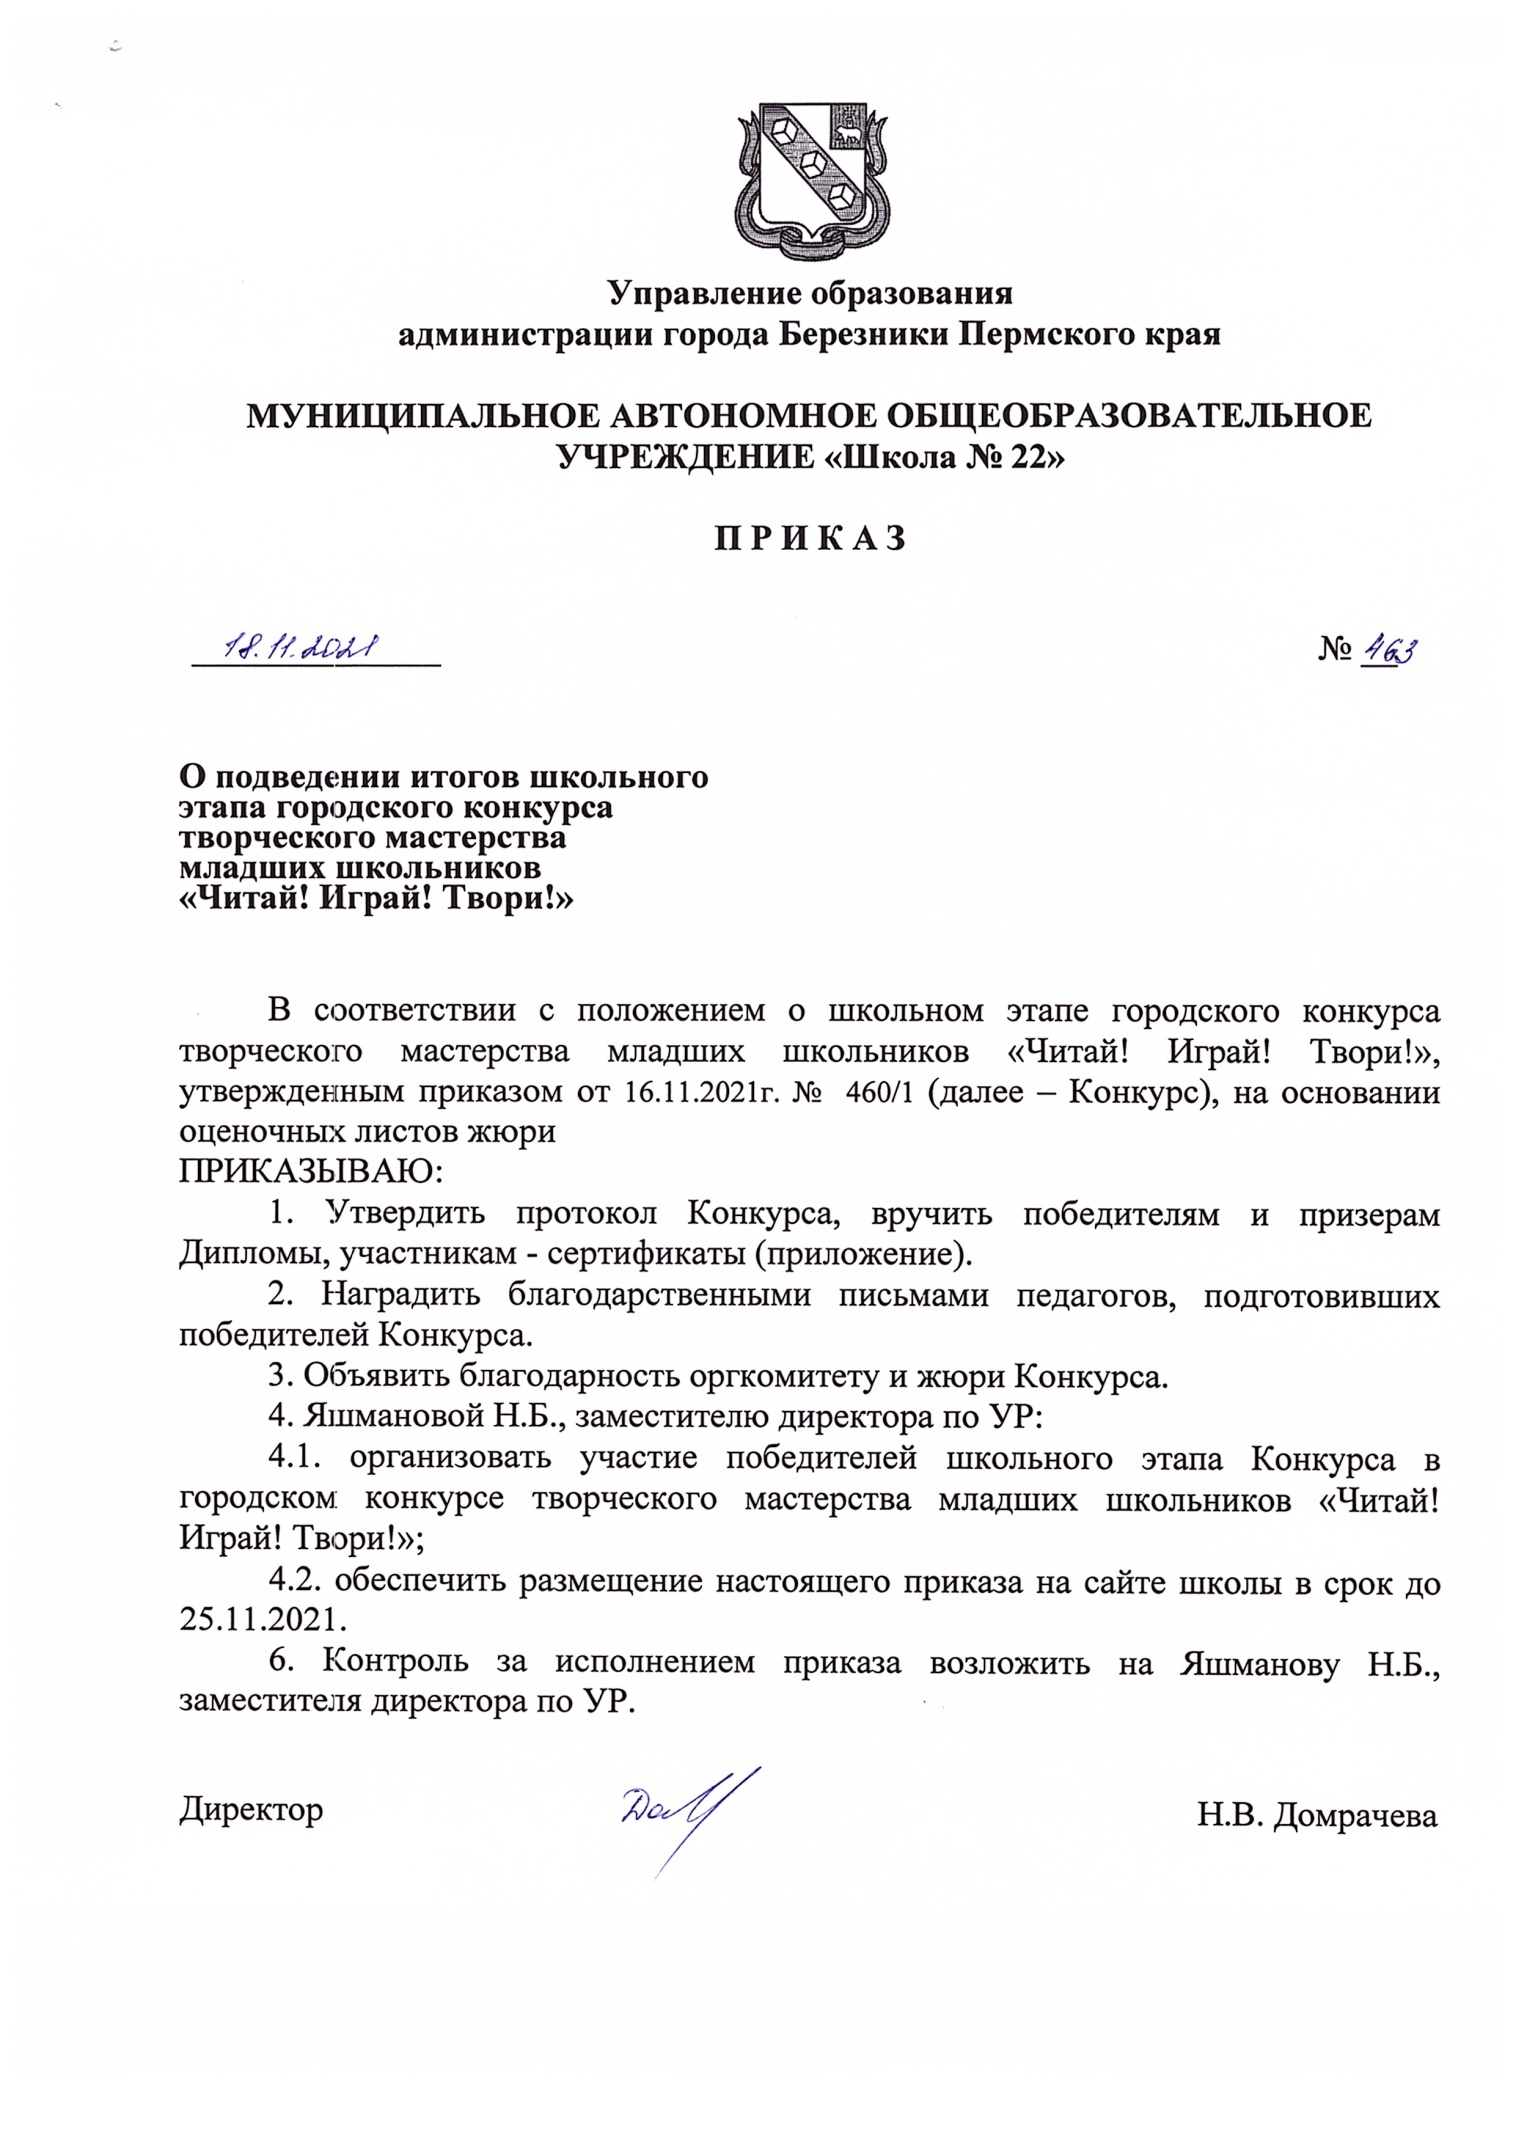 Управление образования
администрации города Березники Пермского края
МУНИЦИПАЛЬНОЕ АВТОНОМНОЕ ОБЩЕОБРАЗОВАТЕЛЬНОЕ
УЧРЕЖДЕНИЕ «Школа № 22»
П Р И К А З
18.11.2021 № 463
О подведении итогов школьного
этапа городского конкурса
творческого мастерства
младших школьников
«Читай! Играй! Твори!»
В соответствии с положением о школьном этапе городского конкурса
творческого мастерства младших школьников «Читай! Играй! Твори!»,
утвержденным приказом от 16.11.2021г. № 460/1 (далее – Конкурс), на основании
оценочных листов жюри
ПРИКАЗЫВАЮ:
1. Утвердить протокол Конкурса, вручить победителям и призерам
Дипломы, участникам - сертификаты (приложение).
2. Наградить благодарственными письмами педагогов, подготовивших
победителей Конкурса.
3. Объявить благодарность оргкомитету и жюри Конкурса.
4. Яшмановой Н.Б., заместителю директора по УР:
4.1. организовать участие победителей школьного этапа Конкурса в
городском конкурсе творческого мастерства младших школьников «Читай!
Играй! Твори!»;
4.2. обеспечить размещение настоящего приказа на сайте школы в срок до
25.11.2021.
6. Контроль за исполнением приказа возложить на Яшманову Н.Б.,
заместителя директора по УР.
Директор Н.В. Домрачева